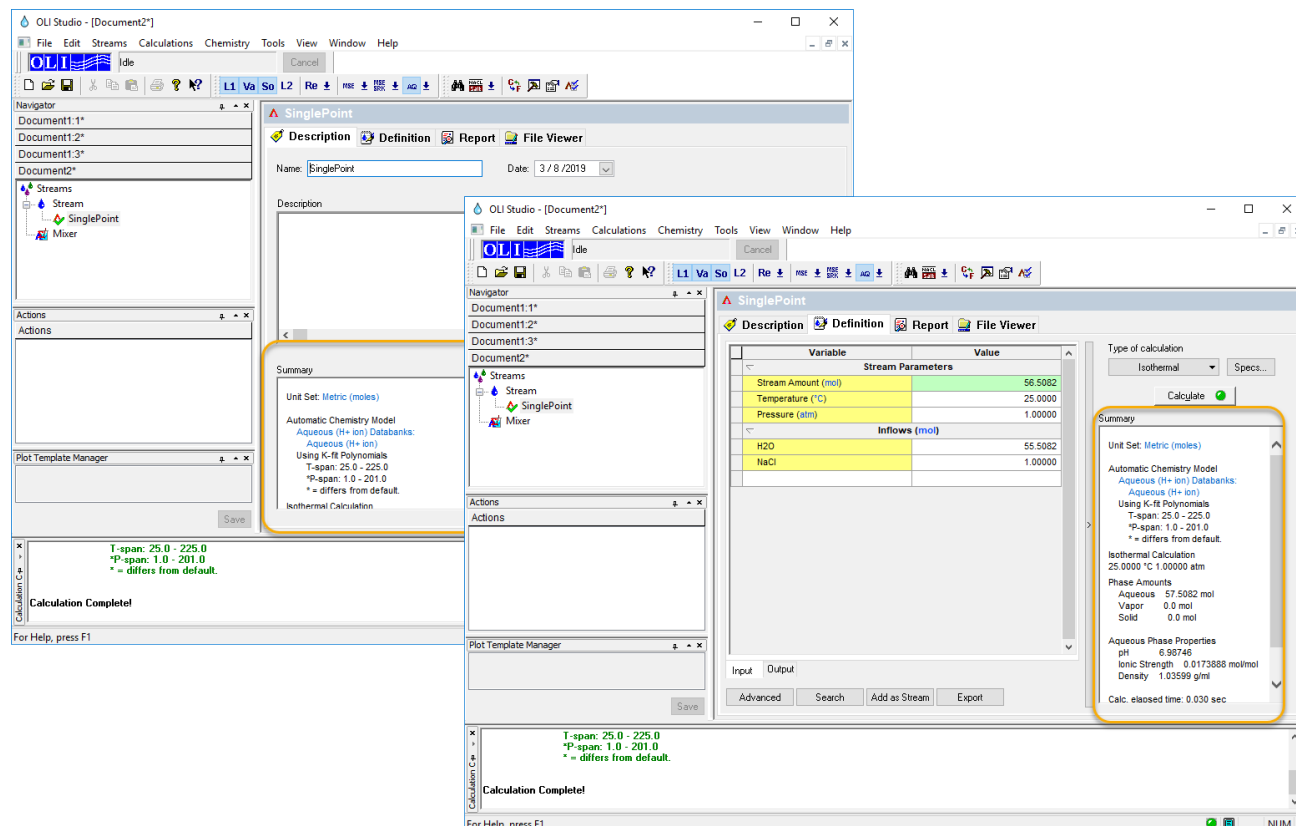 OLI Studio - [Document2*]
File Edit Streams Calculations Chemistry Tools View Window Help
OLI Idle Cancel
L1 Va So L2 Re MSE MSE SRK AQ
Navigator
Document1:1*
Document1:2*
Document1:3*
Document2*
Streams
Stream
SinglePoint
Mixer
Actions
Actions
Plot Template Manager
Save
SinglePoint
Description Definition Report File Viewer
Name: SinglePoint Date: 3 / 8 /2019
Description
Summary
Unit Set: Metric (moles)
Automatic Chemistry Model
Aqueous (H+ ion) Databanks:
Aqueous (H+ ion)
Using K-fit Polynomials
T-span: 25.0 - 225.0
*P-span: 1.0 - 201.0
* = differs from default.
Isothermal Calculation
T-span: 25.0 - 225.0
*P-span: 1.0 - 201.0
* = differs from default.
Calculation Complete!
Calculation C
For Help, press F1
OLI Studio - [Document2*]
File Edit Streams Calculations Chemistry Tools View Window Help
OLI Idle Cancel
L1 Va So L2 Re MSE MSE SRK AQ
Navigator
Document1:1*
Document1:2*
Document1:3*
Document2*
Streams
Stream
SinglePoint
Mixer
Actions
Actions
Plot Template Manager
Save
SinglePoint
Description Definition Report File Viewer
Variable Value
Stream Parameters
Stream Amount (mol) 56.5082
Temperature (°C) 25.0000
Pressure (atm) 1.00000
Inflows (mol)
H2O 55.5082
NaCl 1.00000
Input Output
Advanced Search Add as Stream Export
Type of calculation
Isothermal Specs...
Calculate
Summary
Unit Set: Metric (moles)
Automatic Chemistry Model
Aqueous (H+ ion) Databanks:
Aqueous (H+ ion)
Using K-fit Polynomials
T-span: 25.0 - 225.0
*P-span: 1.0 - 201.0
* = differs from default.
Isothermal Calculation
25.0000 °C 1.00000 atm
Phase Amounts
Aqueous 57.5082 mol
Vapor 0.0 mol
Solid 0.0 mol
Aqueous Phase Properties
pH 6.98746
Ionic Strength 0.0173888 mol/mol
Density 1.03599 g/ml
Calc. elapsed time: 0.030 sec
T-span: 25.0 - 225.0
*P-span: 1.0 - 201.0
* = differs from default.
Calculation Complete!
Calculation C
For Help, press F1
NUM